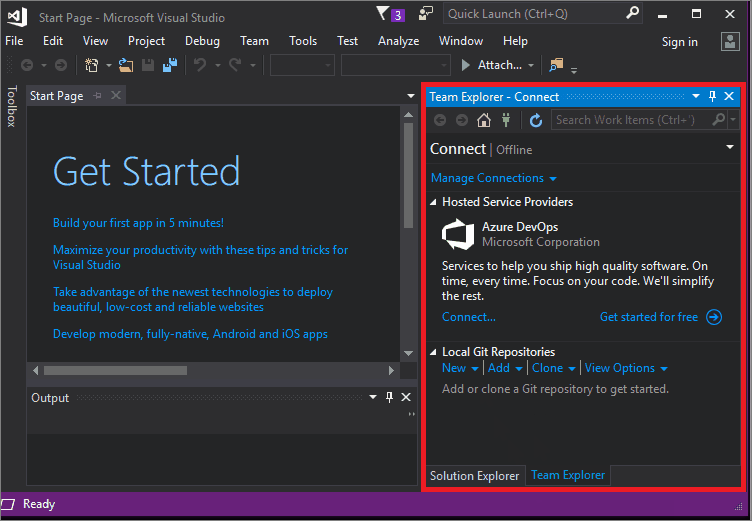 Start Page - Microsoft Visual Studio
3
Quick Launch (Ctrl+Q)
File Edit View Project Debug Team Tools Test Analyze Window Help Sign in
Attach...
Toolbox
Start Page
Get Started
Build your first app in 5 minutes!
Maximize your productivity with these tips and tricks for
Visual Studio
Take advantage of the newest technologies to deploy
beautiful, low-cost and reliable websites
Develop modern, fully-native, Android and iOS apps
Output
Team Explorer - Connect
Search Work Items (Ctrl+')
Connect | Offline
Manage Connections
Hosted Service Providers
Azure DevOps
Microsoft Corporation
Services to help you ship high quality software. On
time, every time. Focus on your code. We'll simplify
the rest.
Connect... Get started for free
Local Git Repositories
New | Add | Clone | View Options
Add or clone a Git repository to get started.
Solution Explorer Team Explorer
Ready